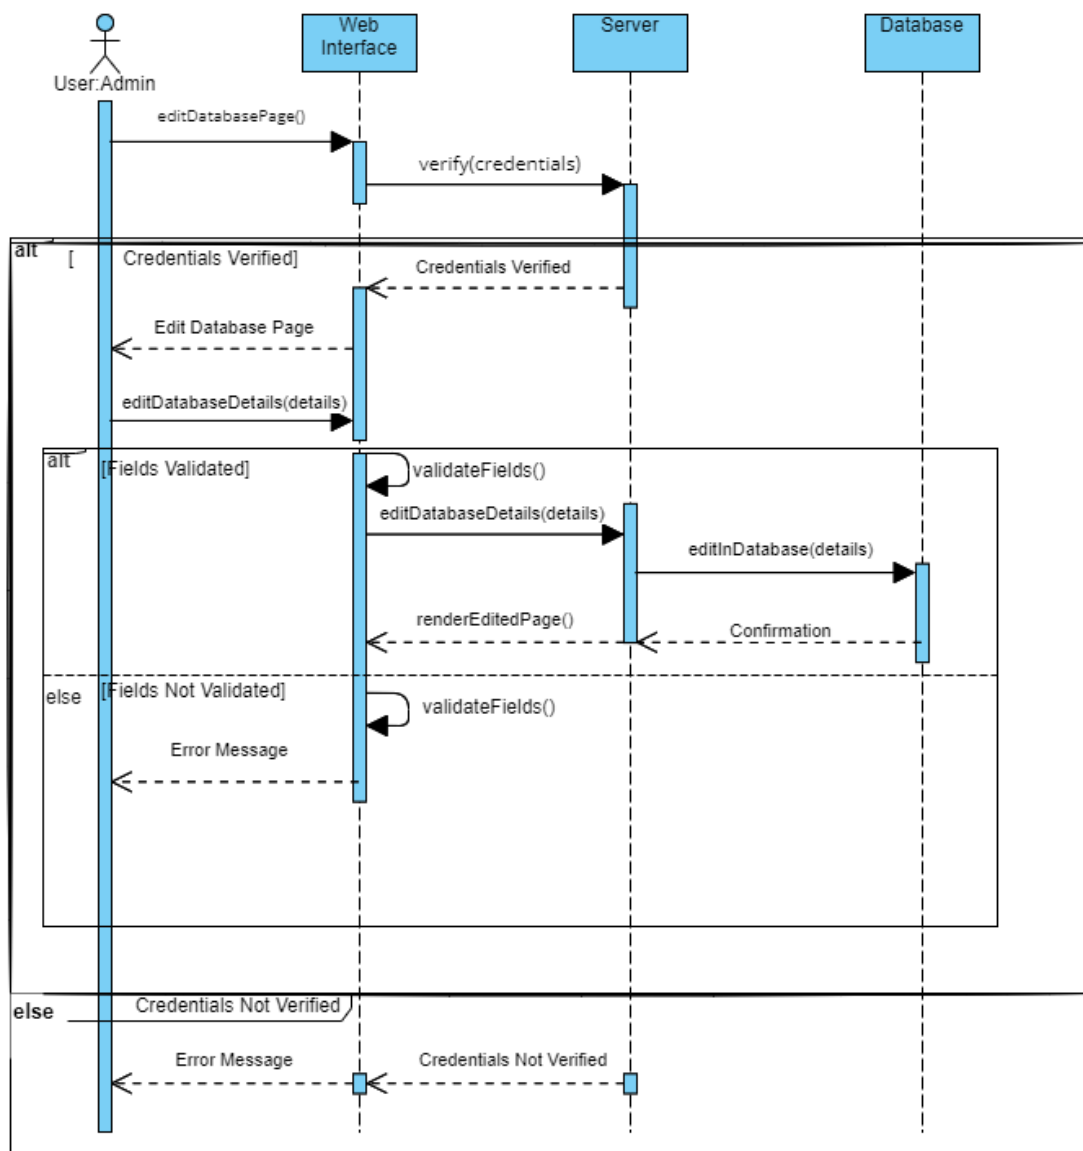 Web
Interface
Server
Database
User:Admin
editDatabasePage()
verify(credentials)
alt
[ Credentials Verified]
Credentials Verified
Edit Database Page
editDatabaseDetails(details)
alt
[Fields Validated]
validateFields()
editDatabaseDetails(details)
editInDatabase(details)
renderEditedPage()
Confirmation
else
[Fields Not Validated]
validateFields()
Error Message
else
Credentials Not Verified
Error Message
Credentials Not Verified